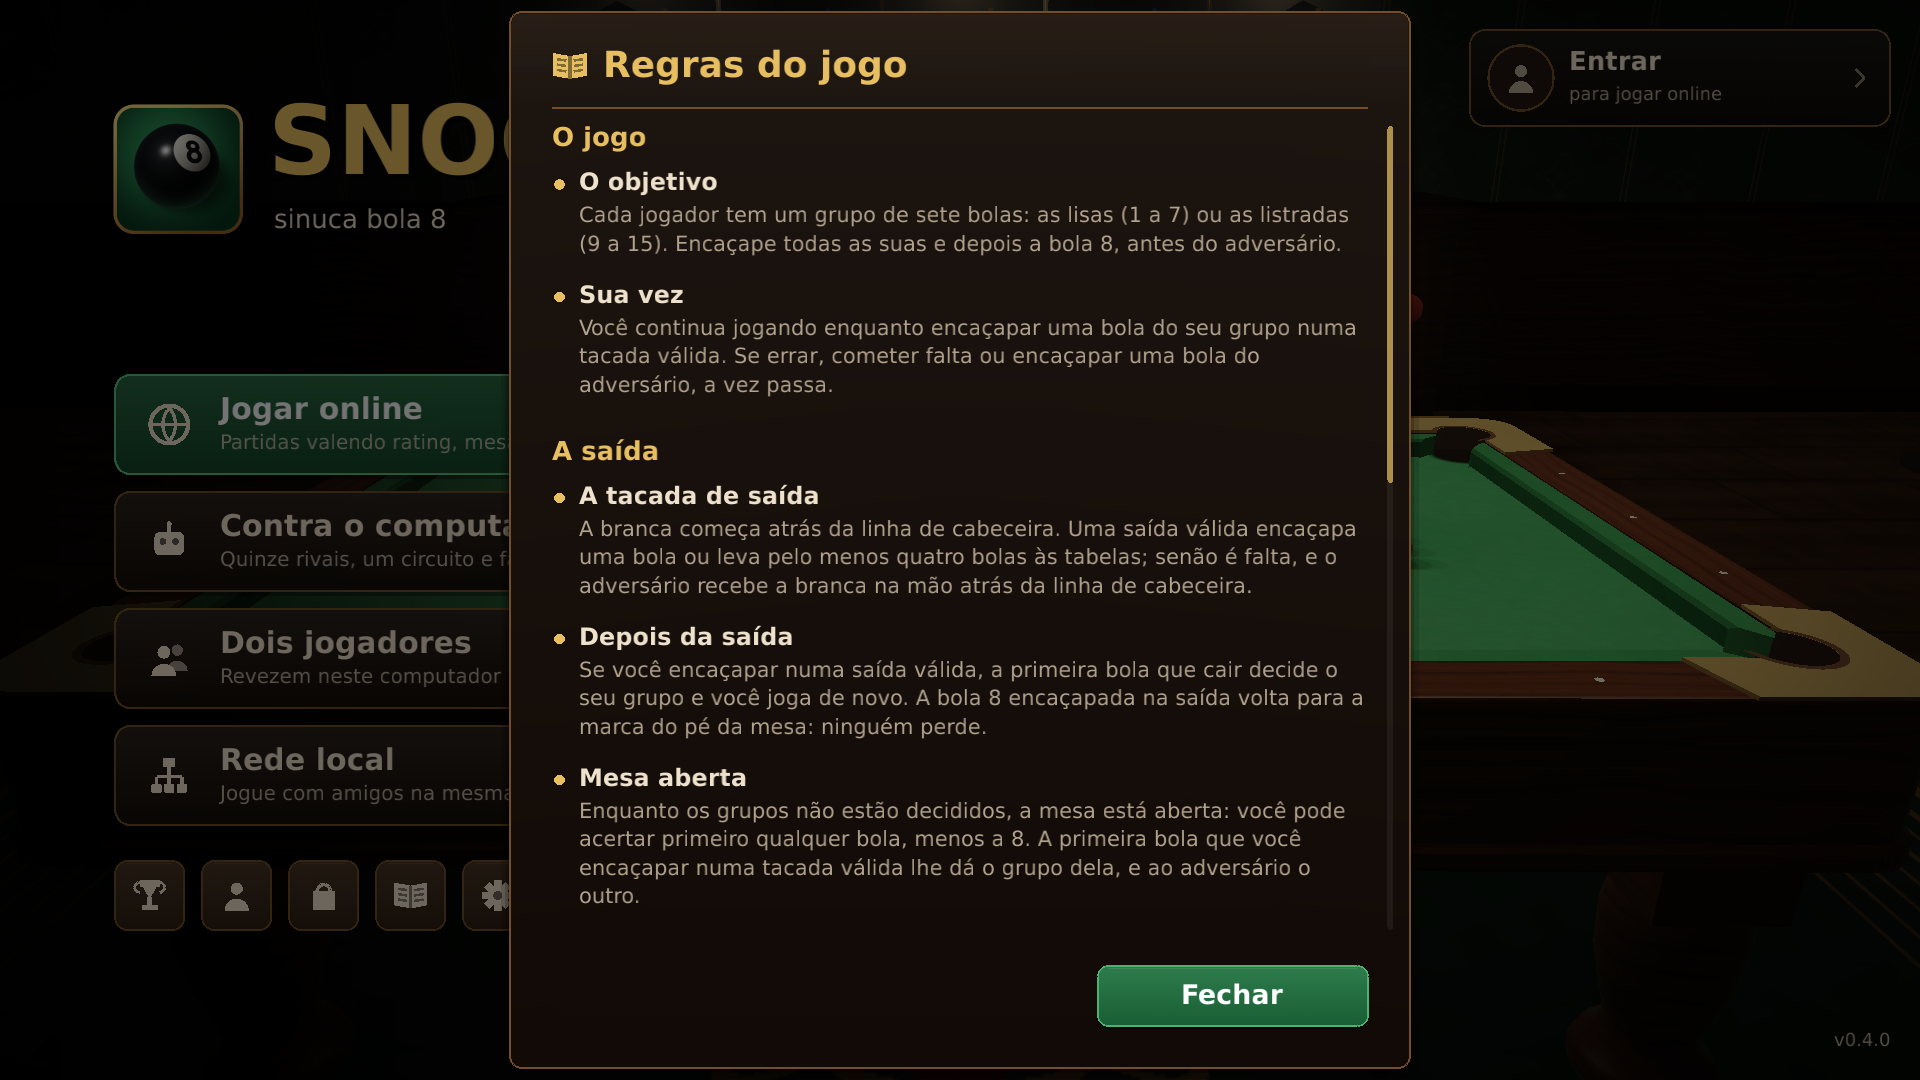 Regras do jogo
O jogo
O objetivo
Cada jogador tem um grupo de sete bolas: as lisas (1 a 7) ou as listradas
(9 a 15). Encaçape todas as suas e depois a bola 8, antes do adversário.
Sua vez
Você continua jogando enquanto encaçapar uma bola do seu grupo numa
tacada válida. Se errar, cometer falta ou encaçapar uma bola do
adversário, a vez passa.
A saída
A tacada de saída
A branca começa atrás da linha de cabeceira. Uma saída válida encaçapa
uma bola ou leva pelo menos quatro bolas às tabelas; senão é falta, e o
adversário recebe a branca na mão atrás da linha de cabeceira.
Depois da saída
Se você encaçapar numa saída válida, a primeira bola que cair decide o
seu grupo e você joga de novo. A bola 8 encaçapada na saída volta para a
marca do pé da mesa: ninguém perde.
Mesa aberta
Enquanto os grupos não estão decididos, a mesa está aberta: você pode
acertar primeiro qualquer bola, menos a 8. A primeira bola que você
encaçapar numa tacada válida lhe dá o grupo dela, e ao adversário o
outro.
Fechar
8
SNO
sinuca bola 8
Jogar online
Partidas valendo rating,
Contra o
Quinze rivais, um circuito e
Dois jogadores
Revezem neste computador
Rede local
Jogue com amigos na mesma
Entrar
para jogar online
v0.4.0